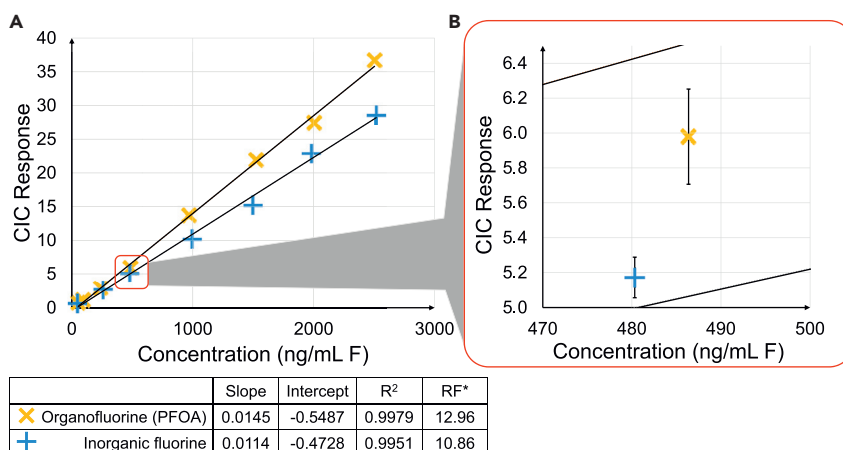 A
B
40
35
30
25
20
15
10
5
0
CIC Response
0
1000
2000
3000
Concentration (ng/mL F)
6.4
6.2
6.0
5.8
5.6
5.4
5.2
5.0
CIC Response
470
480
490
500
Concentration (ng/mL F)
Slope Intercept R² RF*
Organofluorine (PFOA) 0.0145 -0.5487 0.9979 12.96
Inorganic fluorine 0.0114 -0.4728 0.9951 10.86